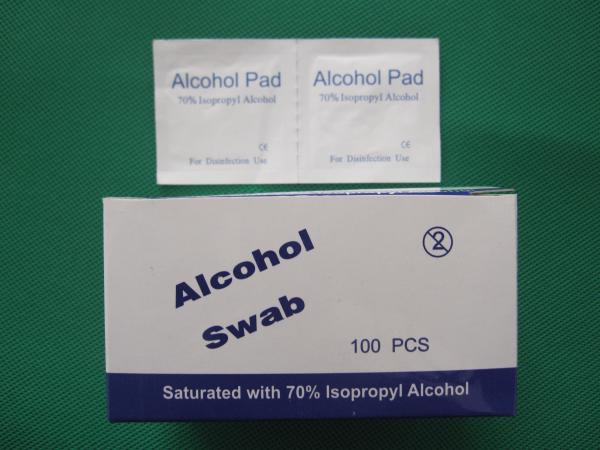 Alcohol Pad
70% Isopropyl Alcohol
CE
For Disinfection Use
Alcohol Pad
70% Isopropyl Alcohol
CE
For Disinfection Use
Alcohol
Swab
2
100 PCS
Saturated with 70% Isopropyl Alcohol